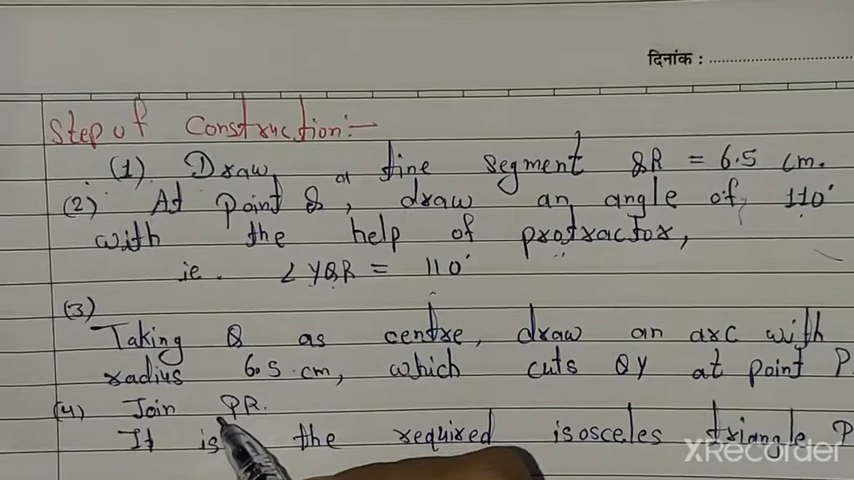 दिनांक : ..............................
Step of Construction:-
(1) Draw a line segment QR = 6.5 cm.
(2) At point Q, draw an angle of 110°
with the help of protractor,
ie. ∠YQR = 110°
(3)
Taking Q as centre, draw an arc with
radius 6.5 cm, which cuts QY at point P
(4) Join PR.
It is the required isosceles triangle P
XRecorder